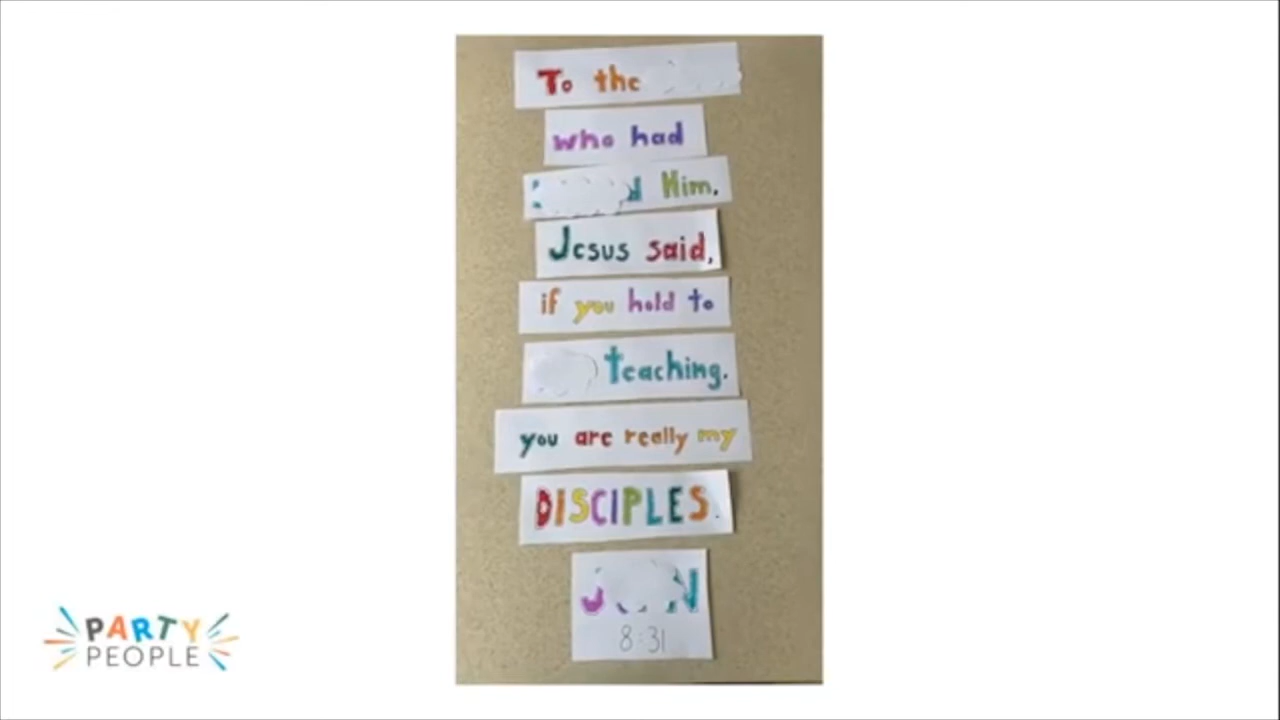 To the
who had
Him,
Jesus said,
if you hold to
teaching.
you are really my
DISCIPLES.
8:31
PARTY
PEOPLE